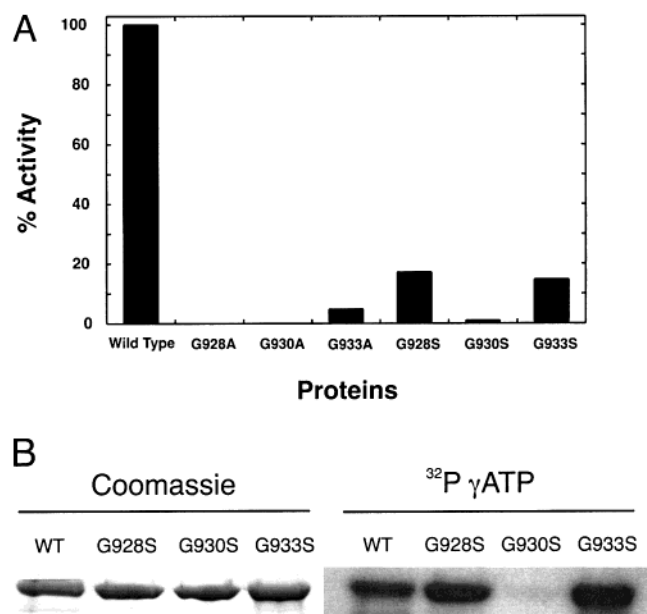 A
100
80
60
40
20
0
% Activity
Wild Type G928A G930A G933A G928S G930S G933S
Proteins
B
Coomassie ³²P γATP
WT G928S G930S G933S WT G928S G930S G933S